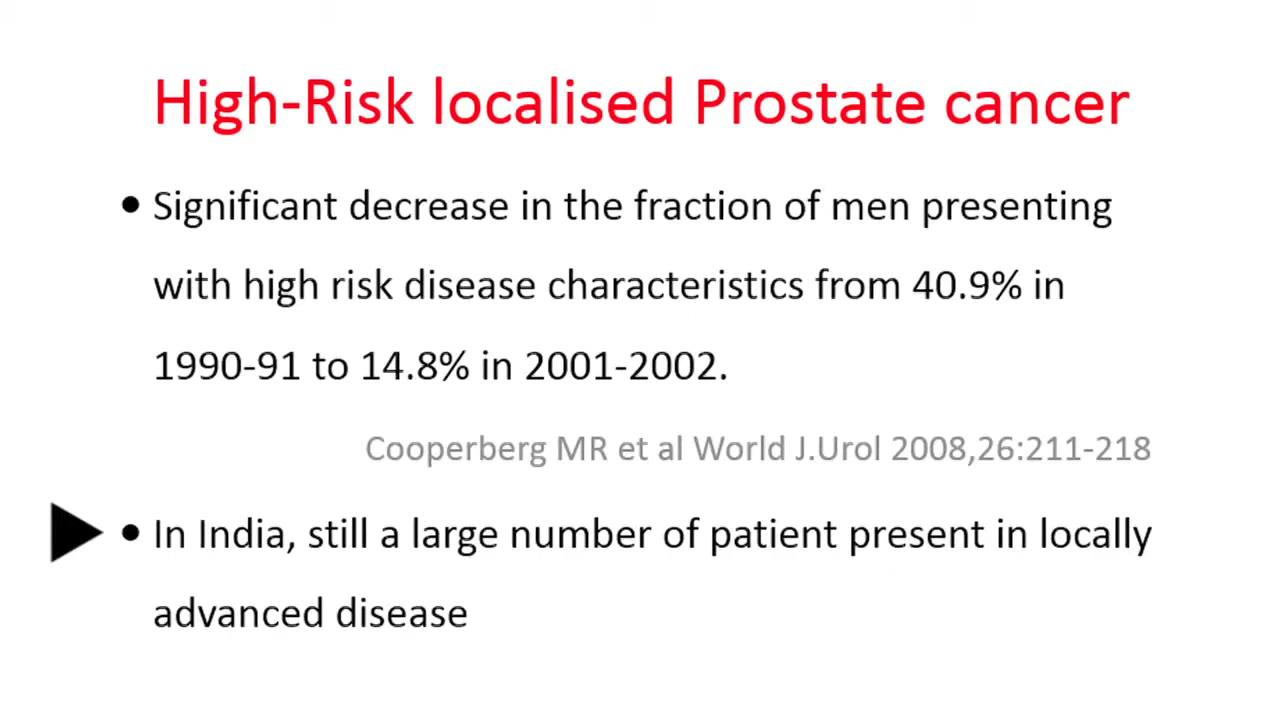 High-Risk localised Prostate cancer
• Significant decrease in the fraction of men presenting
with high risk disease characteristics from 40.9% in
1990-91 to 14.8% in 2001-2002.
Cooperberg MR et al World J.Urol 2008,26:211-218
• In India, still a large number of patient present in locally
advanced disease